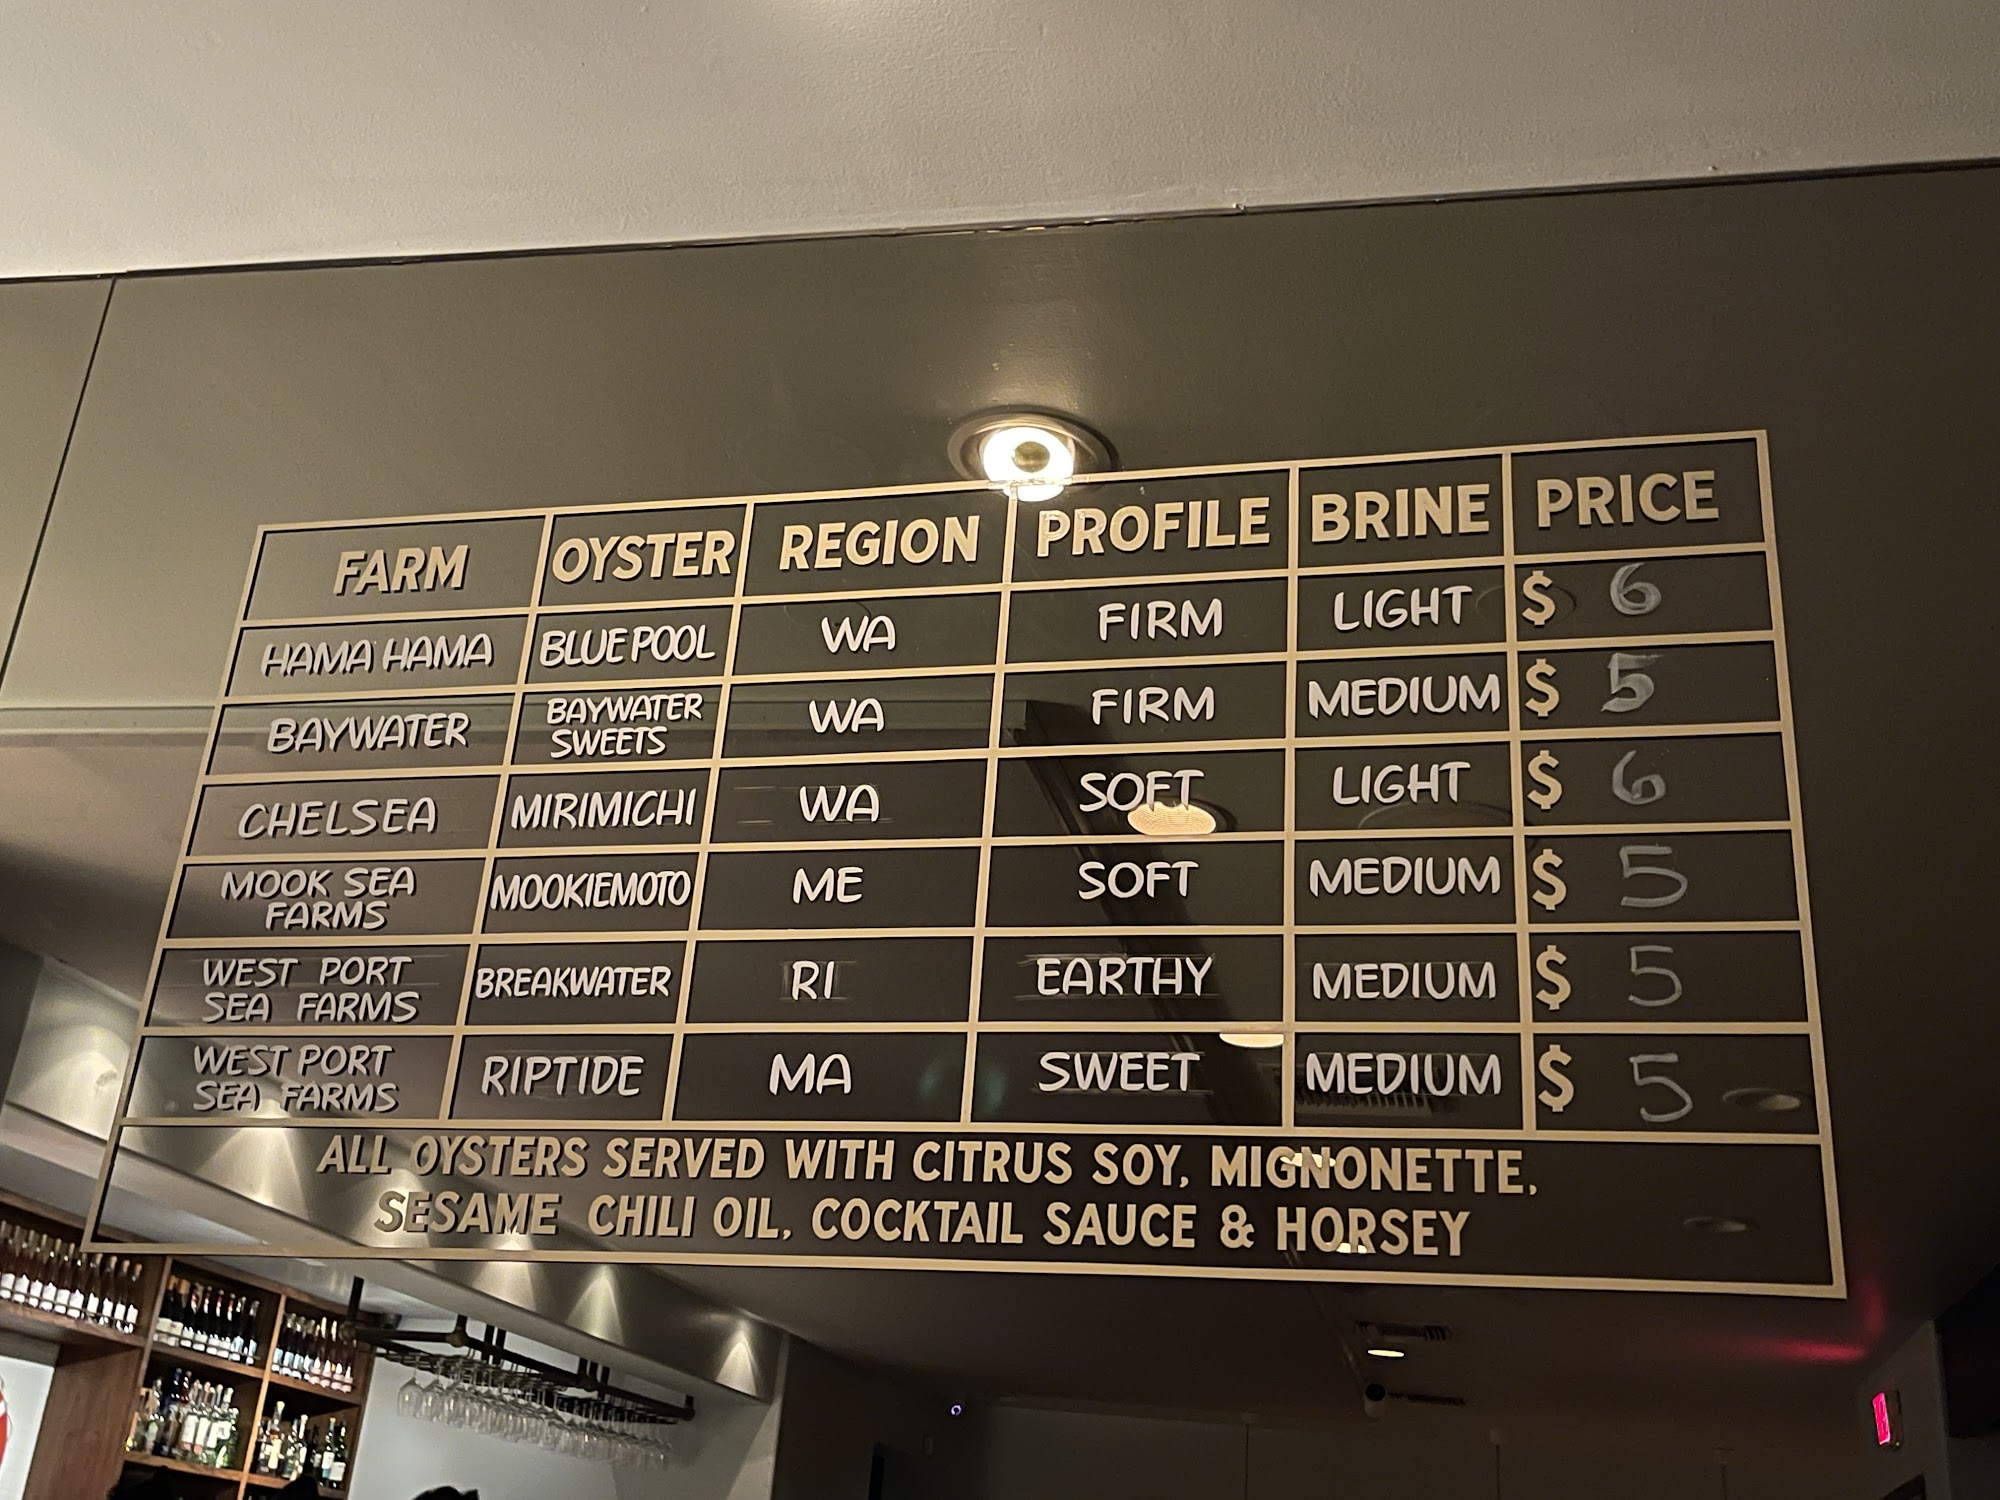 FARM OYSTER REGION PROFILE BRINE PRICE
HAMA HAMA BLUE POOL WA FIRM LIGHT $ 6
BAYWATER BAYWATER SWEETS WA FIRM MEDIUM $ 5
CHELSEA MIRIMICHI WA SOFT LIGHT $ 6
MOOK SEA FARMS MOOKIEMOTO ME SOFT MEDIUM $ 5
WEST PORT SEA FARMS BREAKWATER RI EARTHY MEDIUM $ 5
WEST PORT SEA FARMS RIPTIDE MA SWEET MEDIUM $ 5
ALL OYSTERS SERVED WITH CITRUS SOY, MIGNONETTE,
SESAME CHILI OIL, COCKTAIL SAUCE & HORSEY